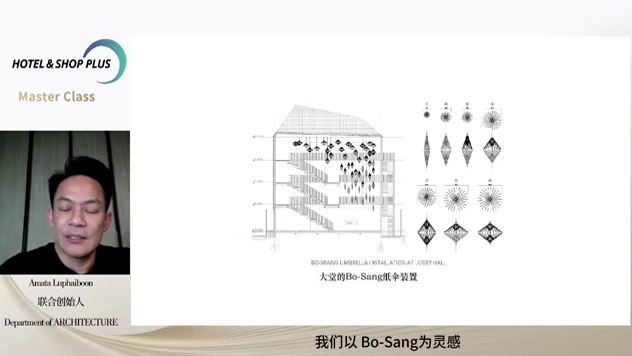 HOTEL & SHOP PLUS
Master Class
BO-SRANG UMBRELLA INSTALLATION AT LOBBY HALL
大堂的Bo-Sang纸伞装置
Amata Luphaiboon
联合创始人
Department of ARCHITECTURE
我们以 Bo-Sang为灵感